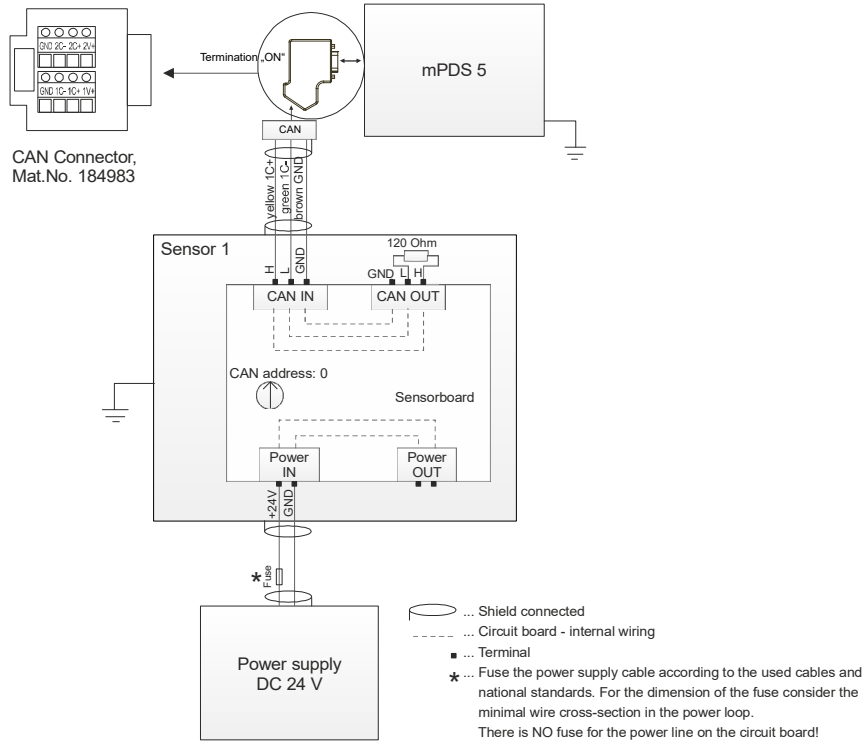 GND 2C- 2C+ 2V+
GND 1C- 1C+ 1V+
CAN Connector,
Mat.No. 184983
Termination „ON“
mPDS 5
CAN
yellow 1C+
green 1C-
brown GND
Sensor 1
H
L
GND
120 Ohm
GND L H
CAN IN
CAN OUT
CAN address: 0
Sensorboard
Power
IN
Power
OUT
+24V
GND
* Fuse
Power supply
DC 24 V
... Shield connected
... Circuit board - internal wiring
... Terminal
* ... Fuse the power supply cable according to the used cables and
national standards. For the dimension of the fuse consider the
minimal wire cross-section in the power loop.
There is NO fuse for the power line on the circuit board!